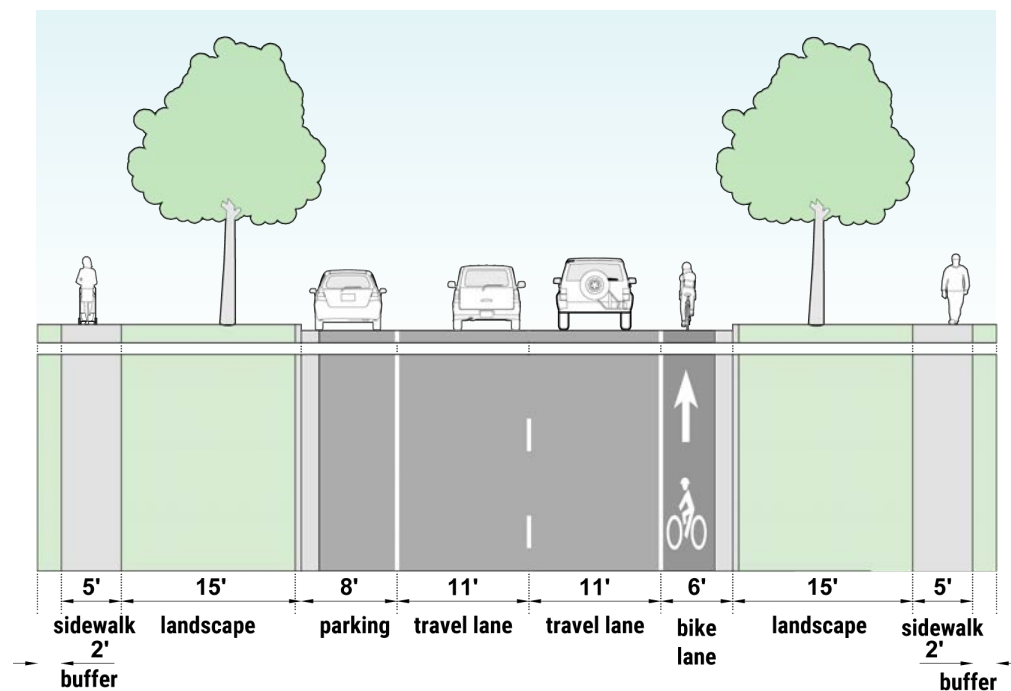 5' 15' 8' 11' 11' 6' 15' 5'
sidewalk landscape parking travel lane travel lane bike lane landscape sidewalk
2' 2'
buffer buffer